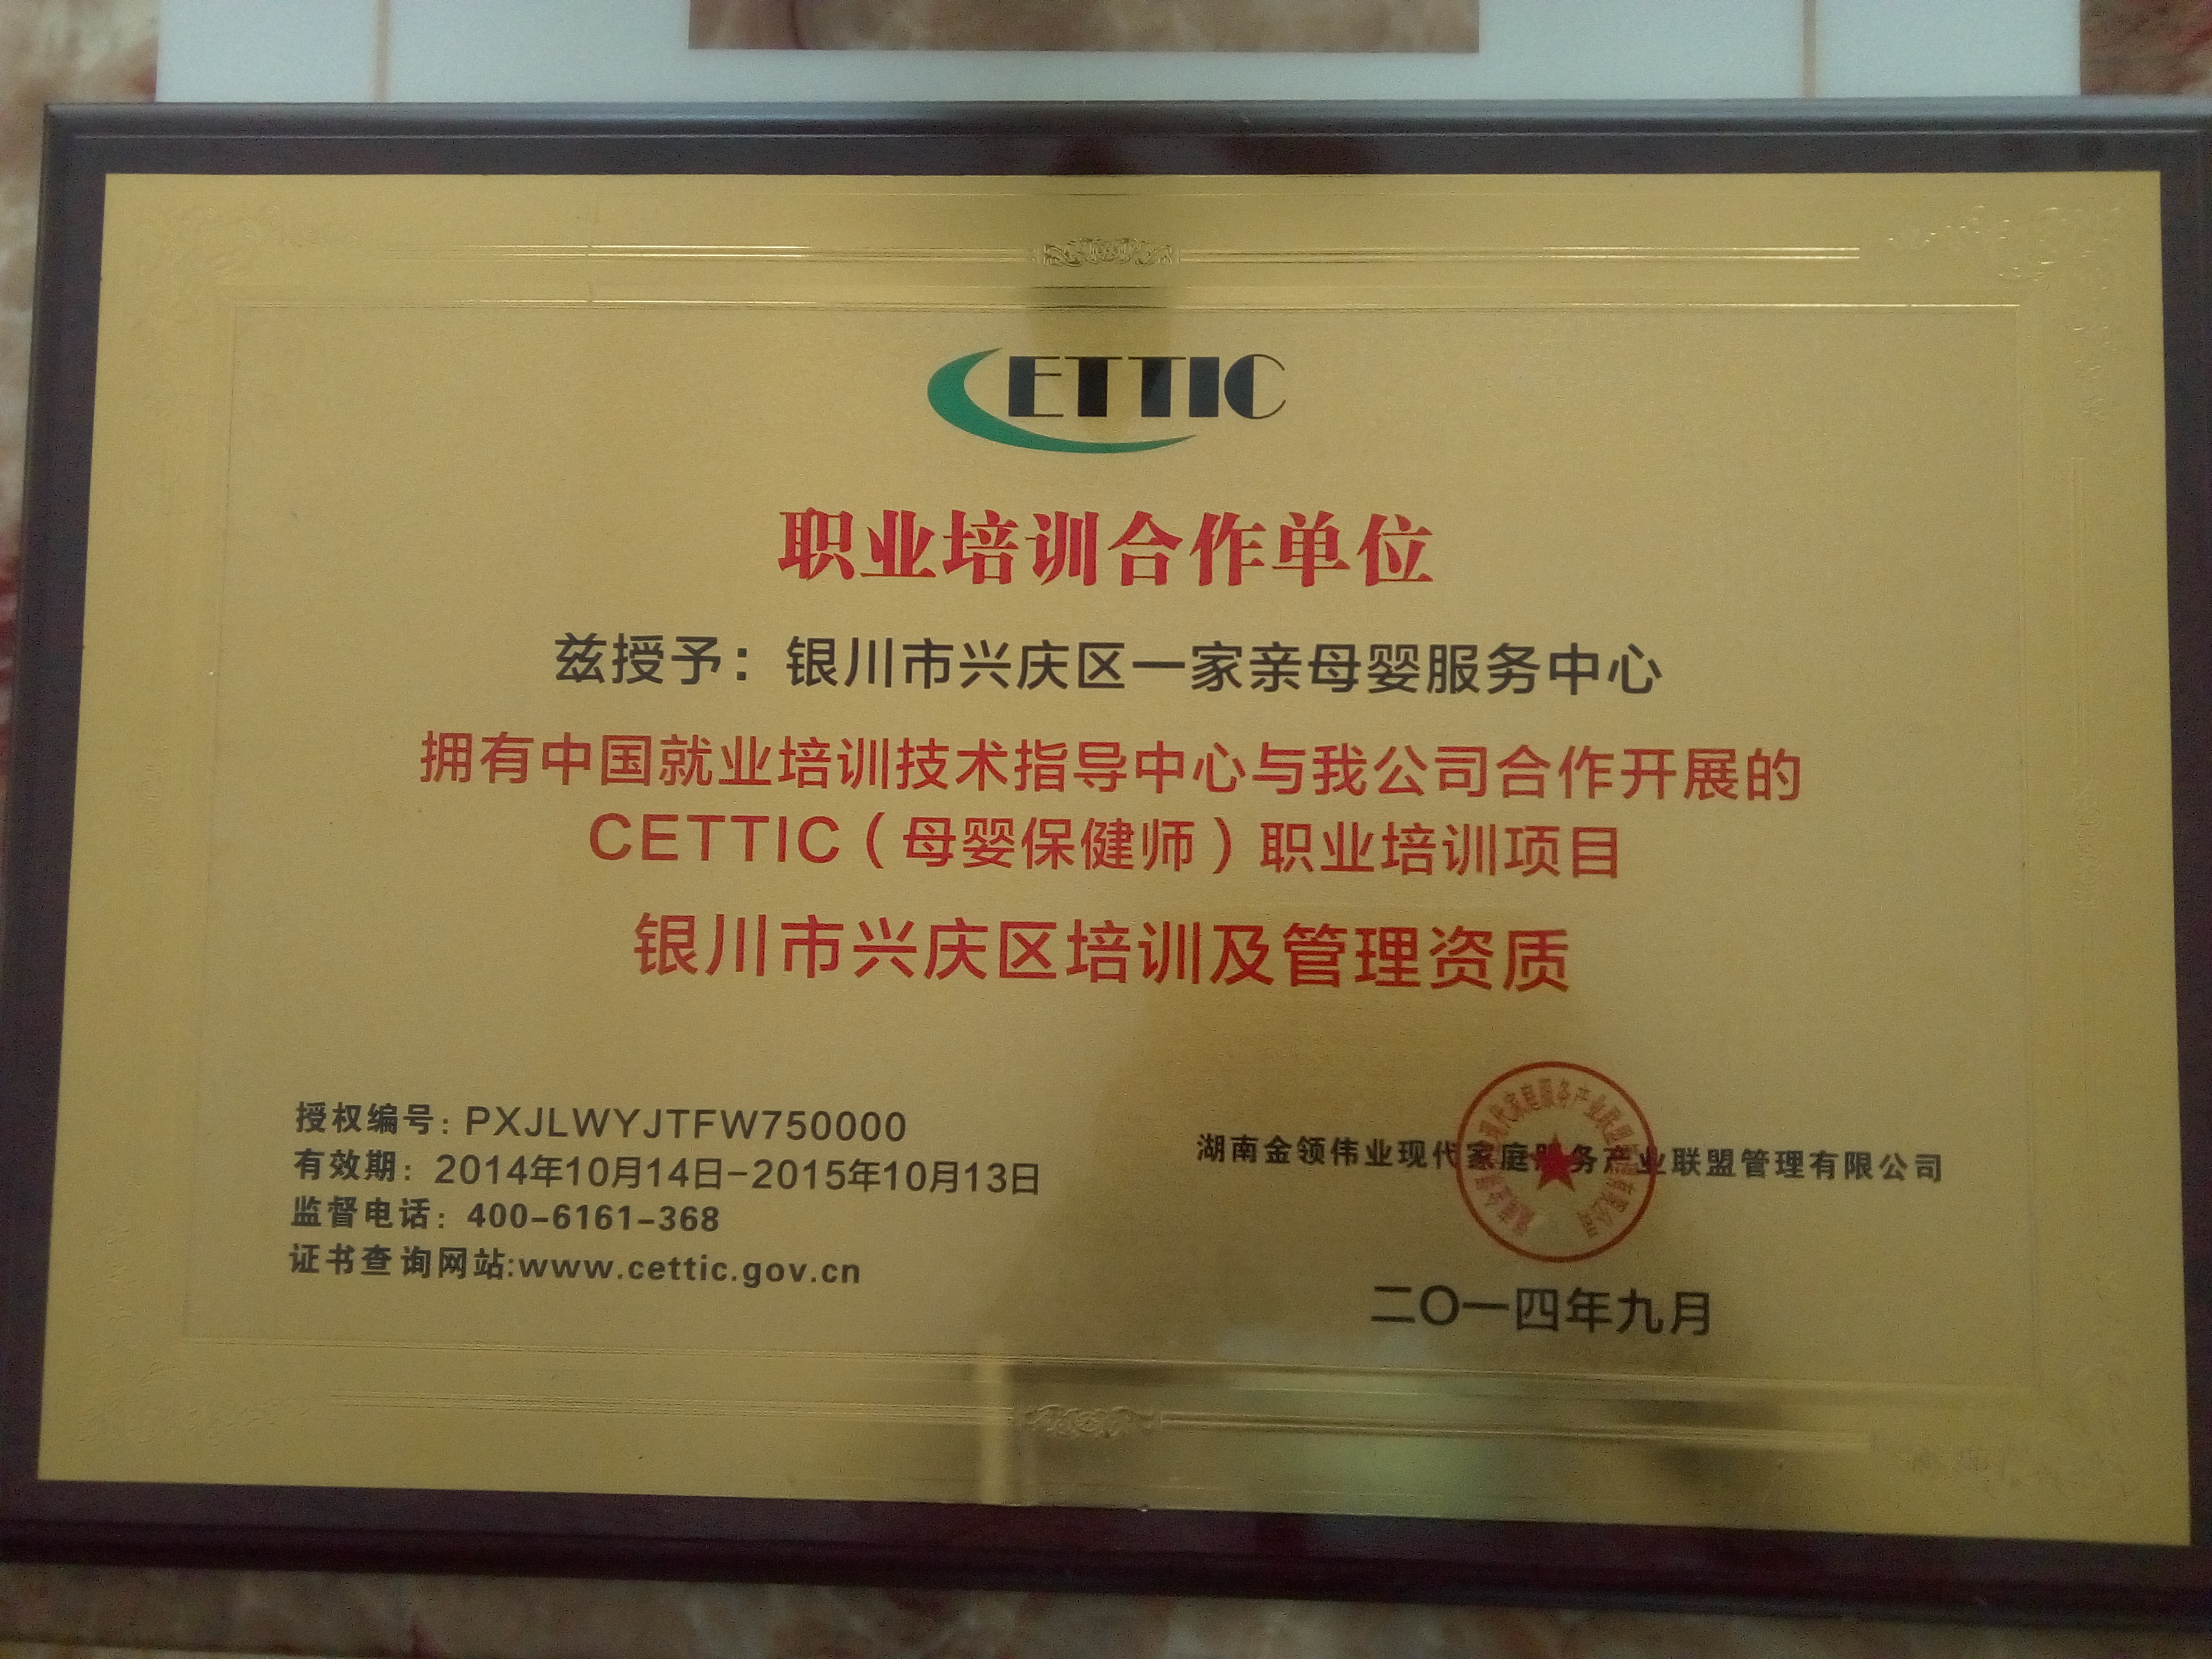 CETTIC
职业培训合作单位
兹授予：银川市兴庆区一家亲母婴服务中心
拥有中国就业培训技术指导中心与我公司合作开展的
CETTIC（母婴保健师）职业培训项目
银川市兴庆区培训及管理资质
授权编号：PXJLWYJTFW750000
有效期：2014年10月14日-2015年10月13日
监督电话：400-6161-368
证书查询网站:www.cettic.gov.cn
湖南金领伟业现代家庭服务产业联盟管理有限公司
二〇一四年九月